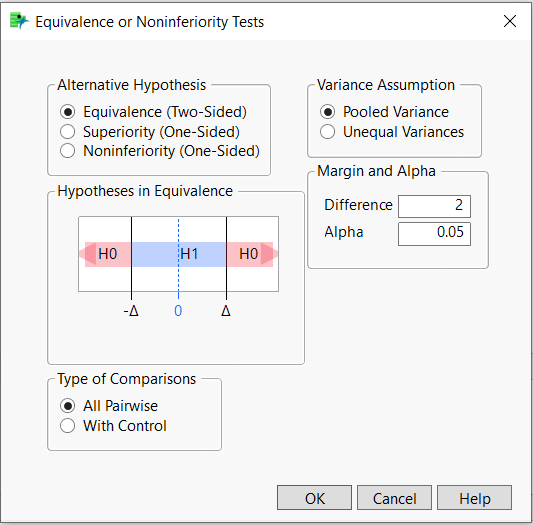 Equivalence or Noninferiority Tests
Alternative Hypothesis
Equivalence (Two-Sided)
Superiority (One-Sided)
Noninferiority (One-Sided)
Variance Assumption
Pooled Variance
Unequal Variances
Margin and Alpha
Difference 2
Alpha 0.05
Hypotheses in Equivalence
H0 H1 H0
-Δ 0 Δ
Type of Comparisons
All Pairwise
With Control
OK Cancel Help